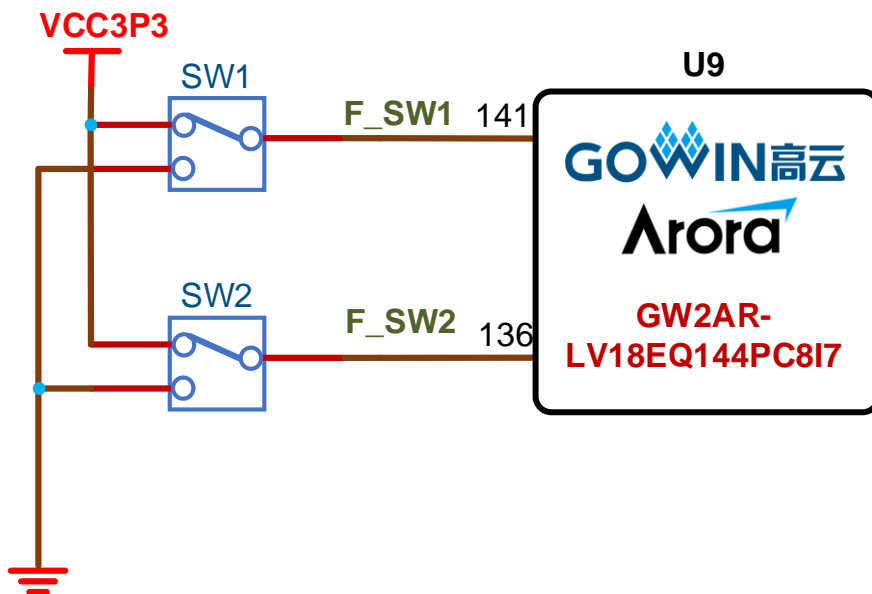 VCC3P3
SW1
F_SW1
141
SW2
F_SW2
136
U9
GOWIN高云
Arora
GW2AR-
LV18EQ144PC8I7